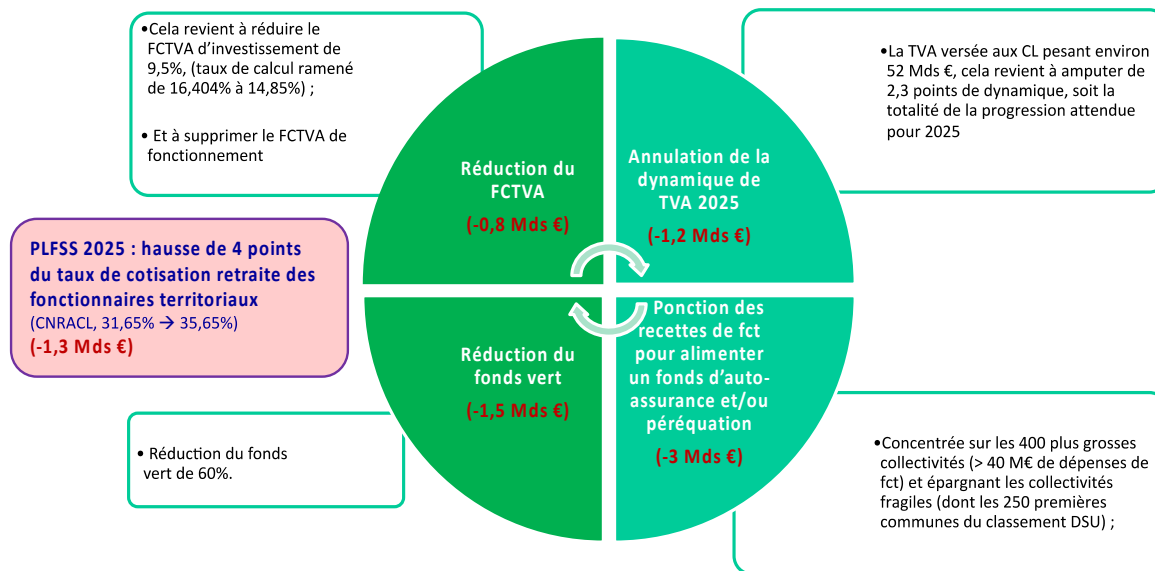 •Cela revient à réduire le
FCTVA d'investissement de
9,5%, (taux de calcul ramené
de 16,404% à 14,85%) ;
• Et à supprimer le FCTVA de
fonctionnement
•La TVA versée aux CL pesant environ
52 Mds €, cela revient à amputer de
2,3 points de dynamique, soit la
totalité de la progression attendue
pour 2025
Réduction du
FCTVA
(-0,8 Mds €)
Annulation de la
dynamique de
TVA 2025
(-1,2 Mds €)
PLFSS 2025 : hausse de 4 points
du taux de cotisation retraite des
fonctionnaires territoriaux
(CNRACL, 31,65% → 35,65%)
(-1,3 Mds €)
Réduction du
fonds vert
(-1,5 Mds €)
Ponction des
recettes de fct
pour alimenter
un fonds d'auto-
assurance et/ou
péréquation
(-3 Mds €)
• Réduction du fonds
vert de 60%.
•Concentrée sur les 400 plus grosses
collectivités (> 40 M€ de dépenses de
fct) et épargnant les collectivités
fragiles (dont les 250 premières
communes du classement DSU) ;